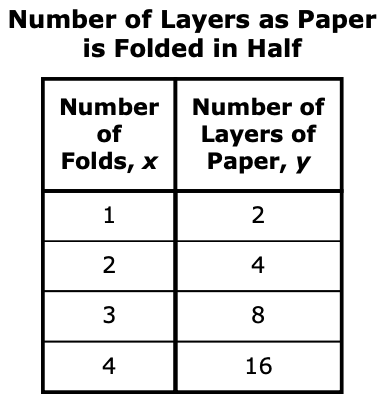 Number of Layers as Paper
is Folded in Half
Number of Folds, x | Number of Layers of Paper, y
1 | 2
2 | 4
3 | 8
4 | 16